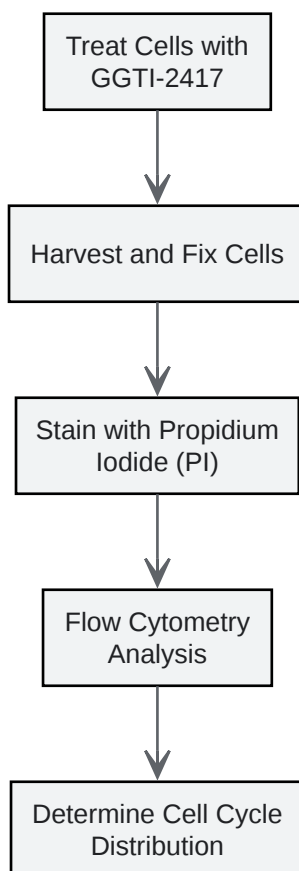 Treat Cells with
GGTI-2417
Harvest and Fix Cells
Stain with Propidium
Iodide (PI)
Flow Cytometry
Analysis
Determine Cell Cycle
Distribution